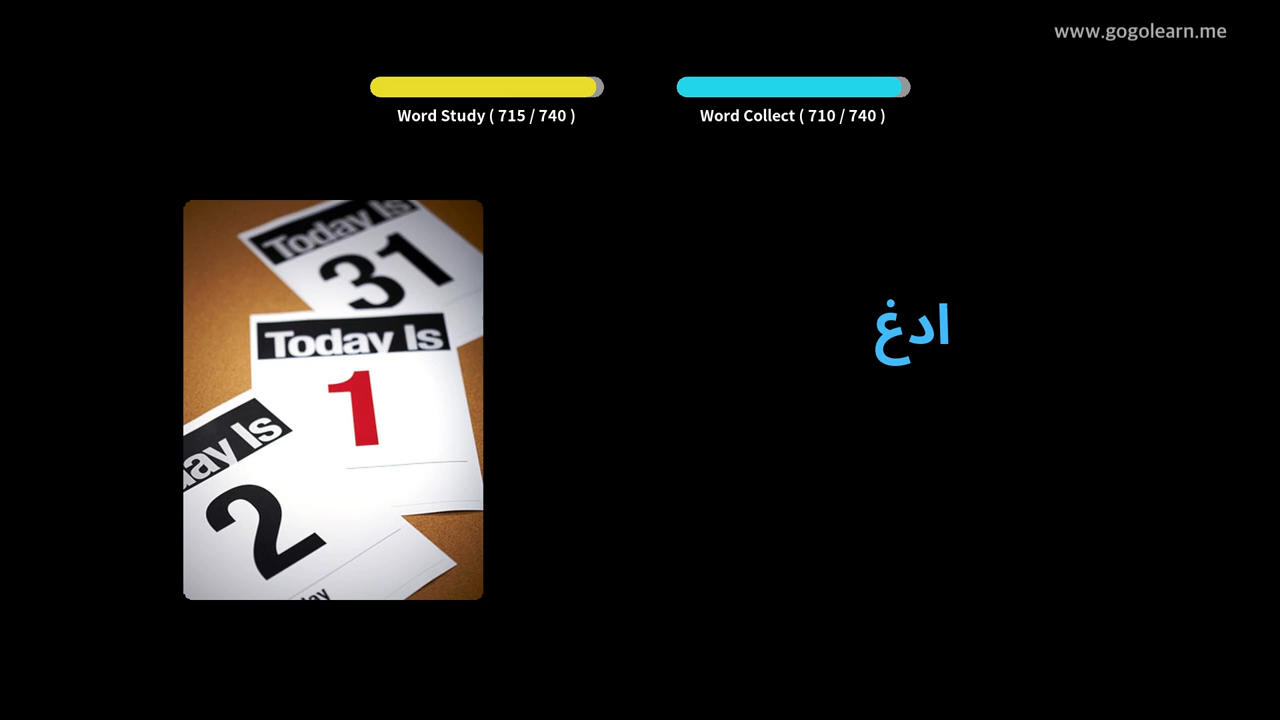 www.gogolearn.me
Word Study ( 715 / 740 )
Word Collect ( 710 / 740 )
Today Is
31
Today Is
1
ay Is
2
ادغ